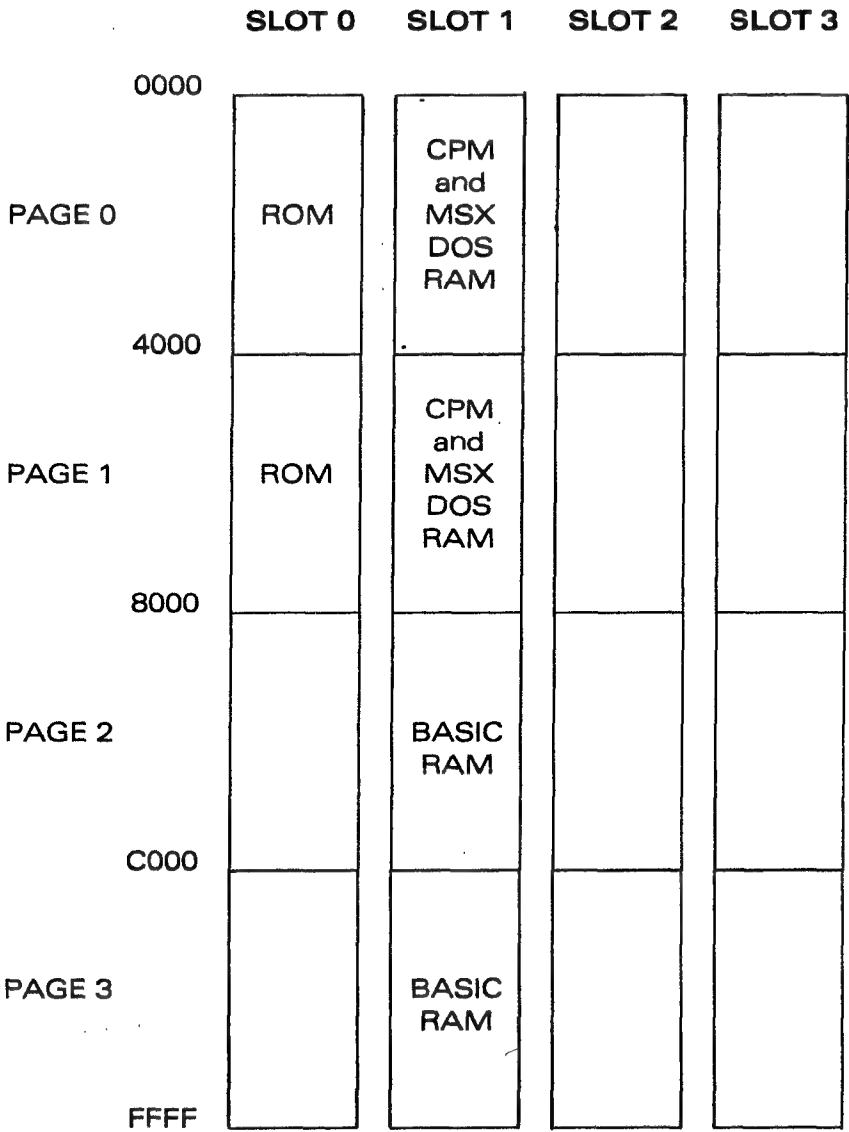 SLOT 0 SLOT 1 SLOT 2 SLOT 3
0000
CPM
and
PAGE 0 ROM MSX
DOS
RAM
4000
CPM
and
PAGE 1 ROM MSX
DOS
RAM
8000
PAGE 2 BASIC
RAM
C000
PAGE 3 BASIC
RAM
FFFF